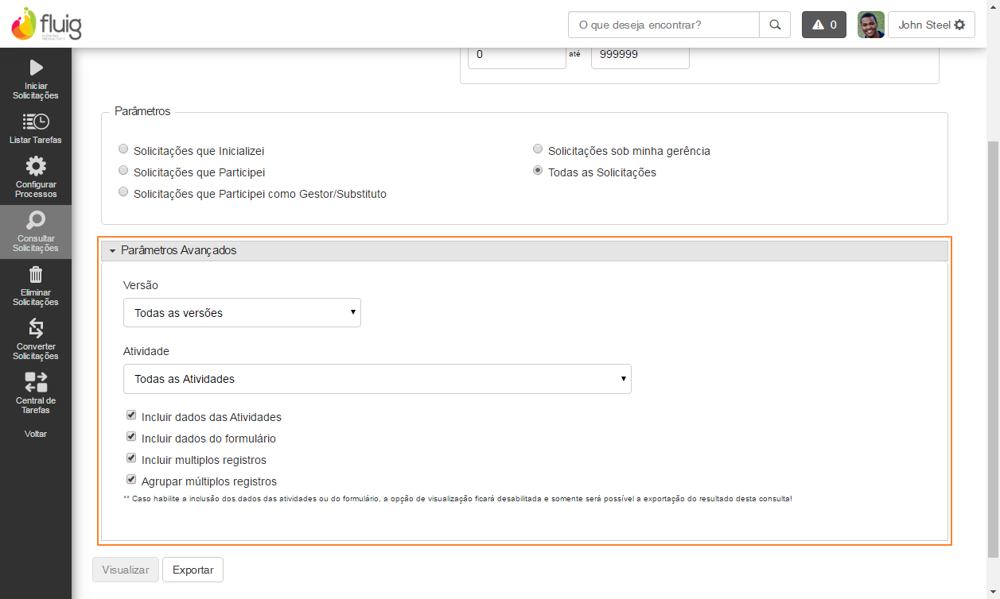 fluig
FLOWING
PRODUCTIVITY
O que deseja encontrar?
0
John Steel
Iniciar
Solicitações
Listar Tarefas
Configurar
Processos
Consultar
Solicitações
Eliminar
Solicitações
Converter
Solicitações
Central de
Tarefas
Voltar
0 até 999999
Parâmetros
Solicitações que Inicializei
Solicitações sob minha gerência
Solicitações que Participei
Todas as Solicitações
Solicitações que Participei como Gestor/Substituto
Parâmetros Avançados
Versão
Todas as versões
Atividade
Todas as Atividades
Incluir dados das Atividades
Incluir dados do formulário
Incluir multiplos registros
Agrupar múltiplos registros
** Caso habilite a inclusão dos dados das atividades ou do formulário, a opção de visualização ficará desabilitada e somente será possível a exportação do resultado desta consulta!
Visualizar
Exportar